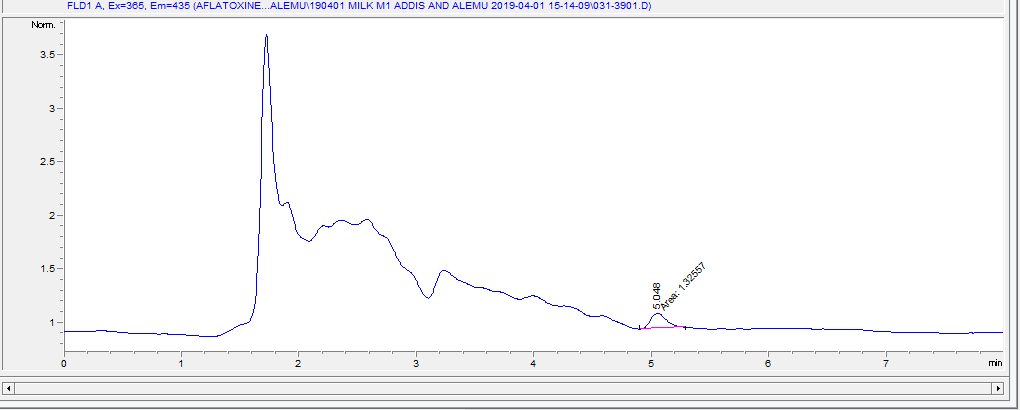 FLD1 A, Ex=365, Em=435 (AFLATOXINE...ALEMU\190401 MILK M1 ADDIS AND ALEMU 2019-04-01 15-14-09\031-3901.D)
Norm.
3.5
3
2.5
2
1.5
1
5.048
Area: 1.32557
0 1 2 3 4 5 6 7 min